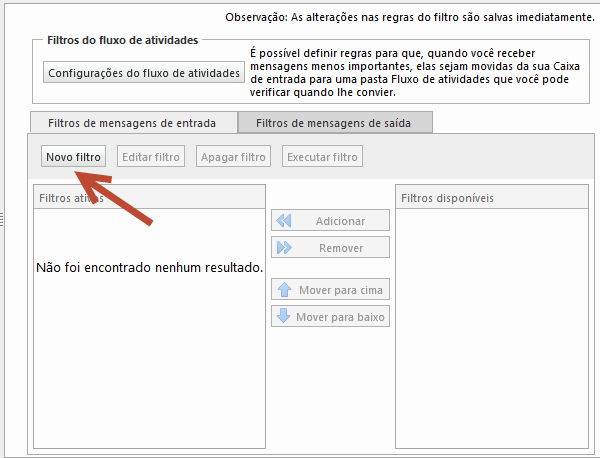 Observação: As alterações nas regras do filtro são salvas imediatamente.
Filtros do fluxo de atividades
Configurações do fluxo de atividades
É possível definir regras para que, quando você receber
mensagens menos importantes, elas sejam movidas da sua Caixa
de entrada para uma pasta Fluxo de atividades que você pode
verificar quando lhe convier.
Filtros de mensagens de entrada
Filtros de mensagens de saída
Novo filtro
Editar filtro
Apagar filtro
Executar filtro
Filtros ativos
Não foi encontrado nenhum resultado.
Adicionar
Remover
Mover para cima
Mover para baixo
Filtros disponíveis